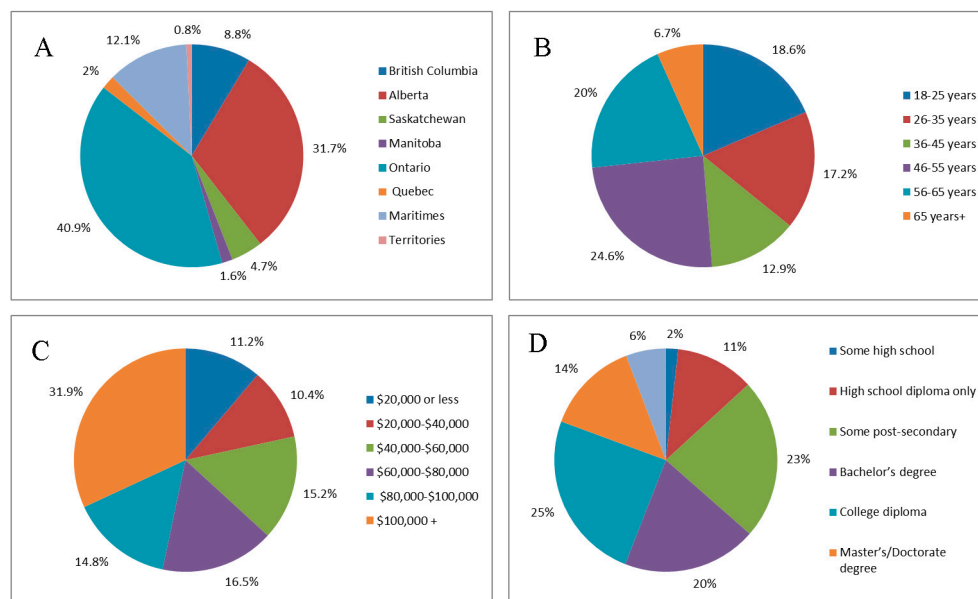 A
0.8%
8.8%
12.1%
2%
31.7%
40.9%
1.6%
4.7%
British Columbia
Alberta
Saskatchewan
Manitoba
Ontario
Quebec
Maritimes
Territories
B
6.7%
18.6%
20%
17.2%
24.6%
12.9%
18-25 years
26-35 years
36-45 years
46-55 years
56-65 years
65 years+
C
11.2%
31.9%
10.4%
15.2%
14.8%
16.5%
$20,000 or less
$20,000-$40,000
$40,000-$60,000
$60,000-$80,000
$80,000-$100,000
$100,000 +
D
6%
2%
11%
14%
23%
25%
20%
Some high school
High school diploma only
Some post-secondary
Bachelor's degree
College diploma
Master's/Doctorate
degree